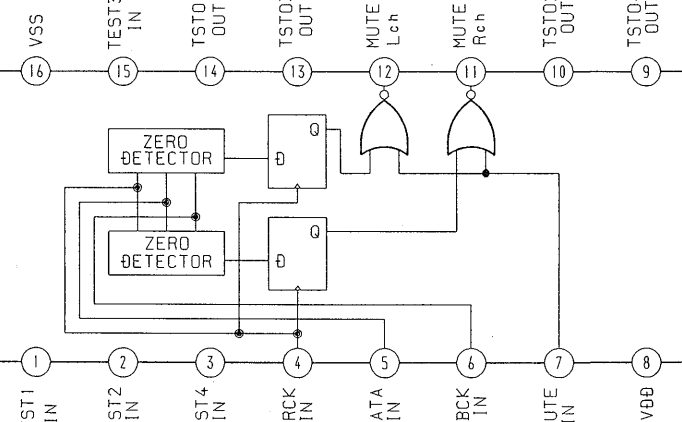 VSS
TEST3
IN
TSTO
OUT
TSTO
OUT
MUTE
Lch
MUTE
Rch
TSTO
OUT
TSTO
OUT
16
15
14
13
12
11
10
9
ZERO
DETECTOR
D
Q
ZERO
DETECTOR
D
Q
1
2
3
4
5
6
7
8
ST1
IN
ST2
IN
ST4
IN
RCK
IN
ATA
IN
BCK
IN
UTE
IN
VDD